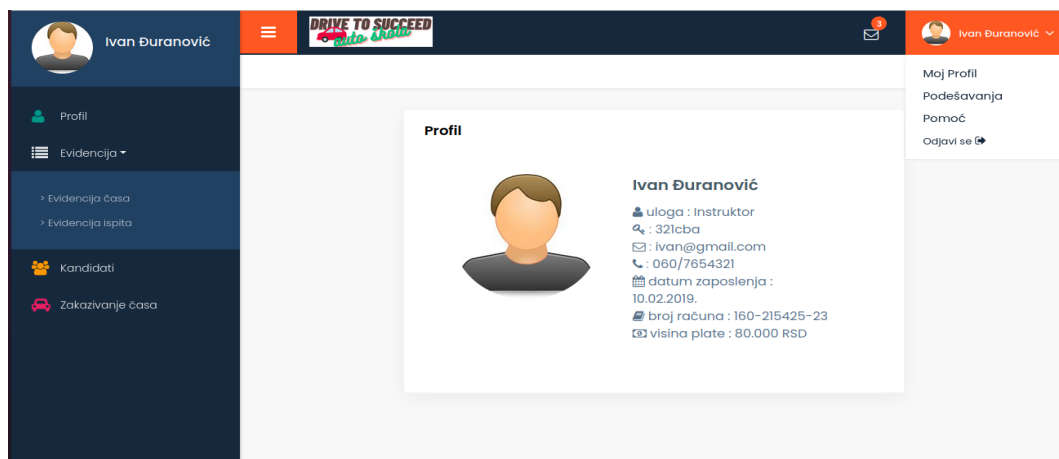 Ivan Đuranović
DRIVE TO SUCCEED
auto škola
3
Ivan Đuranović
Moj Profil
Podešavanja
Pomoć
Odjavi se
Profil
Evidencija
> Evidencija časa
> Evidencija ispita
Kandidati
Zakazivanje časa
Profil
Ivan Đuranović
uloga : Instruktor
: 321cba
: ivan@gmail.com
: 060/7654321
datum zaposlenja :
10.02.2019.
broj računa : 160-215425-23
visina plate : 80.000 RSD